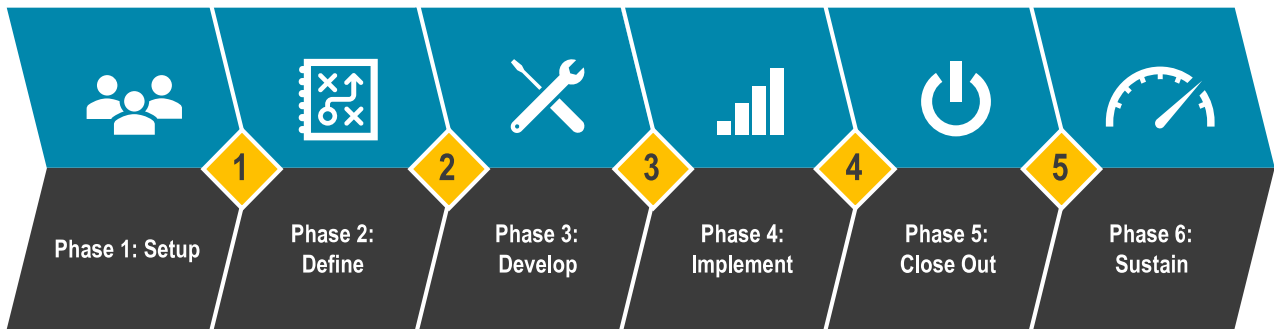 1
2
3
4
5
Phase 1: Setup
Phase 2:
Define
Phase 3:
Develop
Phase 4:
Implement
Phase 5:
Close Out
Phase 6:
Sustain